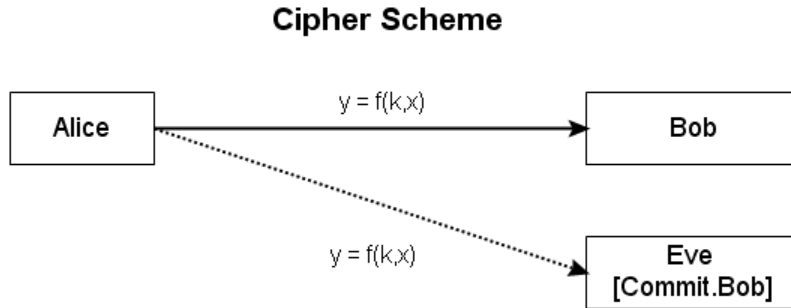 Cipher Scheme
y = f(k,x)
Alice
Bob
y = f(k,x)
Eve
[Commit.Bob]